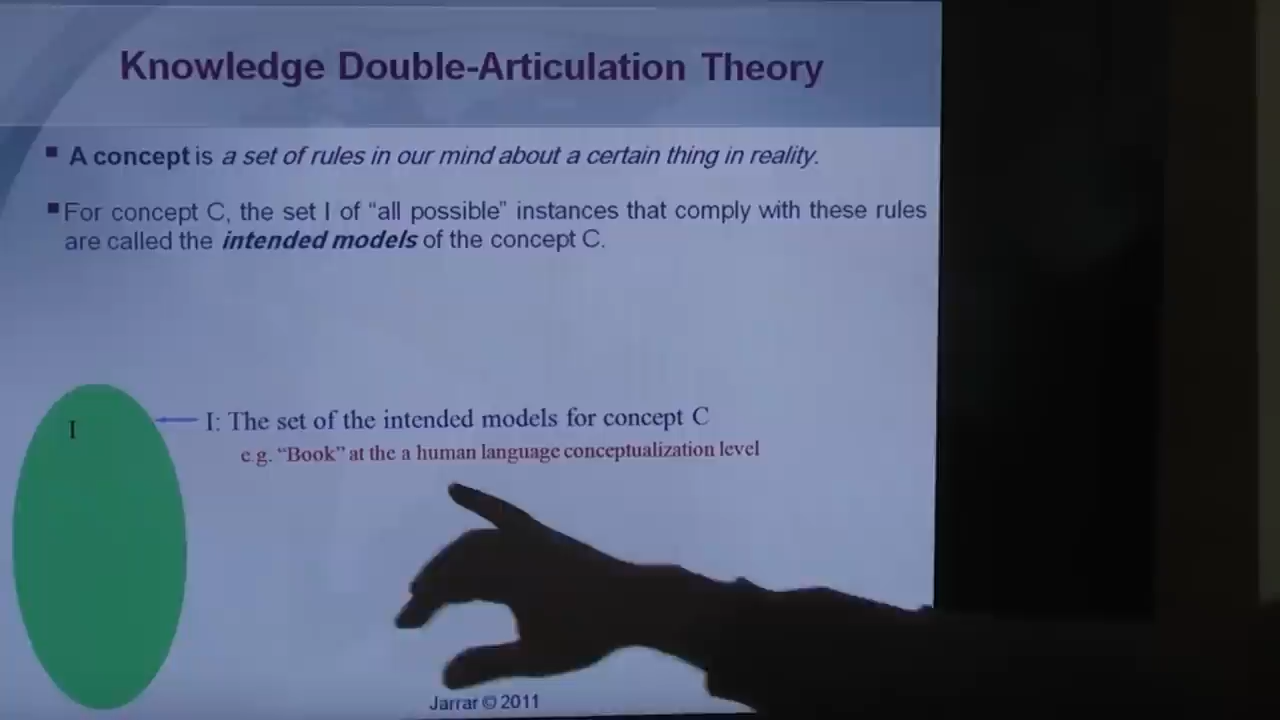 Knowledge Double-Articulation Theory
▪ A concept is a set of rules in our mind about a certain thing in reality.
▪ For concept C, the set I of “all possible” instances that comply with these rules
are called the intended models of the concept C.
I
I: The set of the intended models for concept C
e.g. “Book” at the a human language conceptualization level
Jarrar © 2011